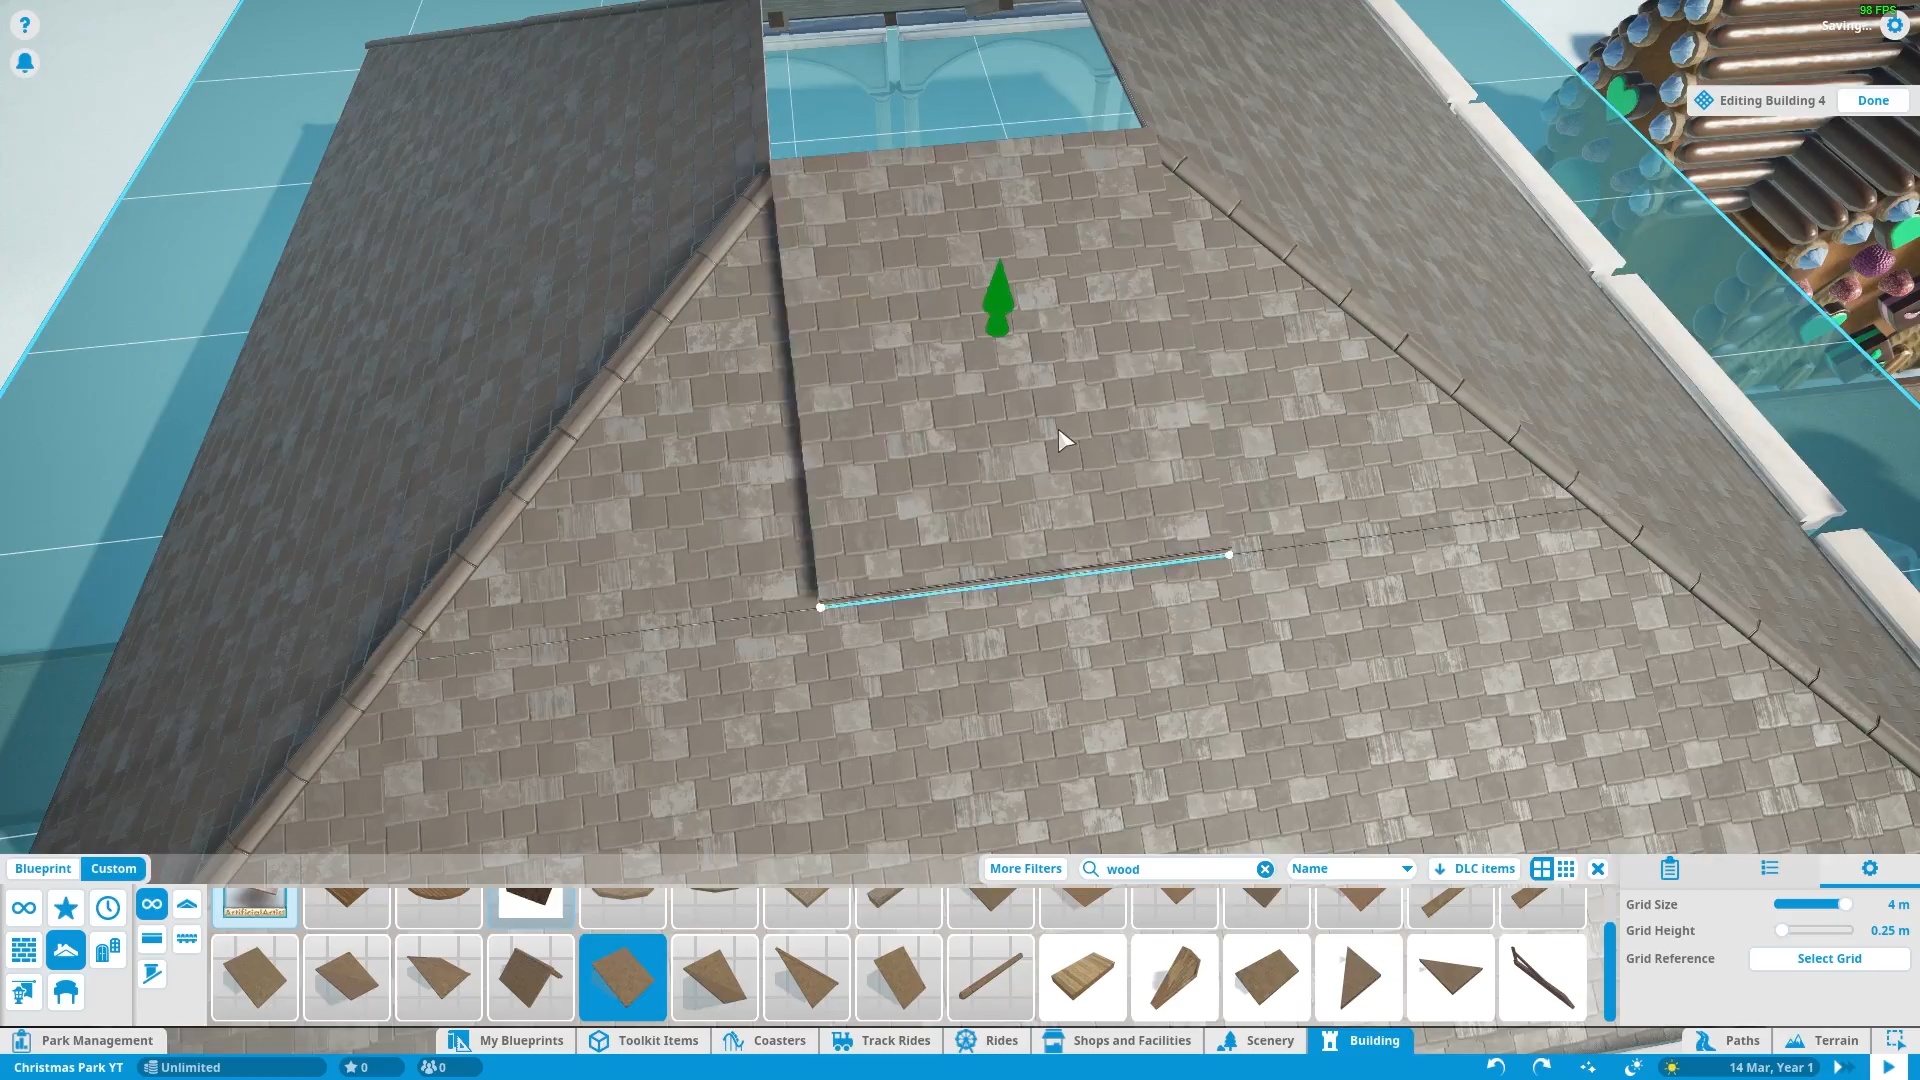 98 FPS
Saving...
?
Editing Building 4
Done
Blueprint
Custom
More Filters
wood
Name
DLC items
ArtificialArtist
Grid Size
4 m
Grid Height
0.25 m
Grid Reference
Select Grid
Park Management
My Blueprints
Toolkit Items
Coasters
Track Rides
Rides
Shops and Facilities
Scenery
Building
Paths
Terrain
Christmas Park YT
Unlimited
0
0
14 Mar, Year 1